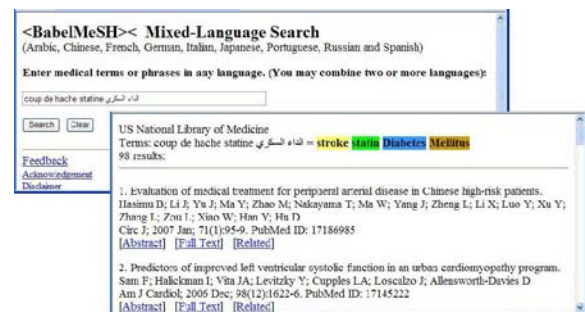 <BabelMeSH>< Mixed-Language Search
(Arabic, Chinese, French, German, Italian, Japanese, Portuguese, Russian and Spanish)
Enter medical terms or phrases in any language. (You may combine two or more languages):
coup de hache statine الداء السكري
Search Clear
Feedback
Acknowledgement
Disclaimer
US National Library of Medicine
Terms: coup de hache statine الداء السكري = stroke statin Diabetes Mellitus
98 results:
1. Evaluation of medical treatment for peripheral arterial disease in Chinese high-risk patients.
Hasimu D; Li J; Yu J; Ma Y; Zhao M; Nakayama T; Ma W; Yang J; Zheng L; Li X; Luo Y; Xu Y;
Zhang L; Zou L; Xiao W; Han Y; Hu D
Circ J; 2007 Jan; 71(1):95-9. PubMed ID: 17186985
[Abstract] [Full Text] [Related]
2. Predictors of improved left ventricular systolic function in an urban cardiomyopathy program.
Sam F; Halickman I; Vita JA; Levitzky Y; Cupples LA; Loscalzo J; Allensworth-Davies D
Am J Cardiol; 2006 Dec; 98(12):1622-6. PubMed ID: 17145222
[Abstract] [Full Text] [Related]